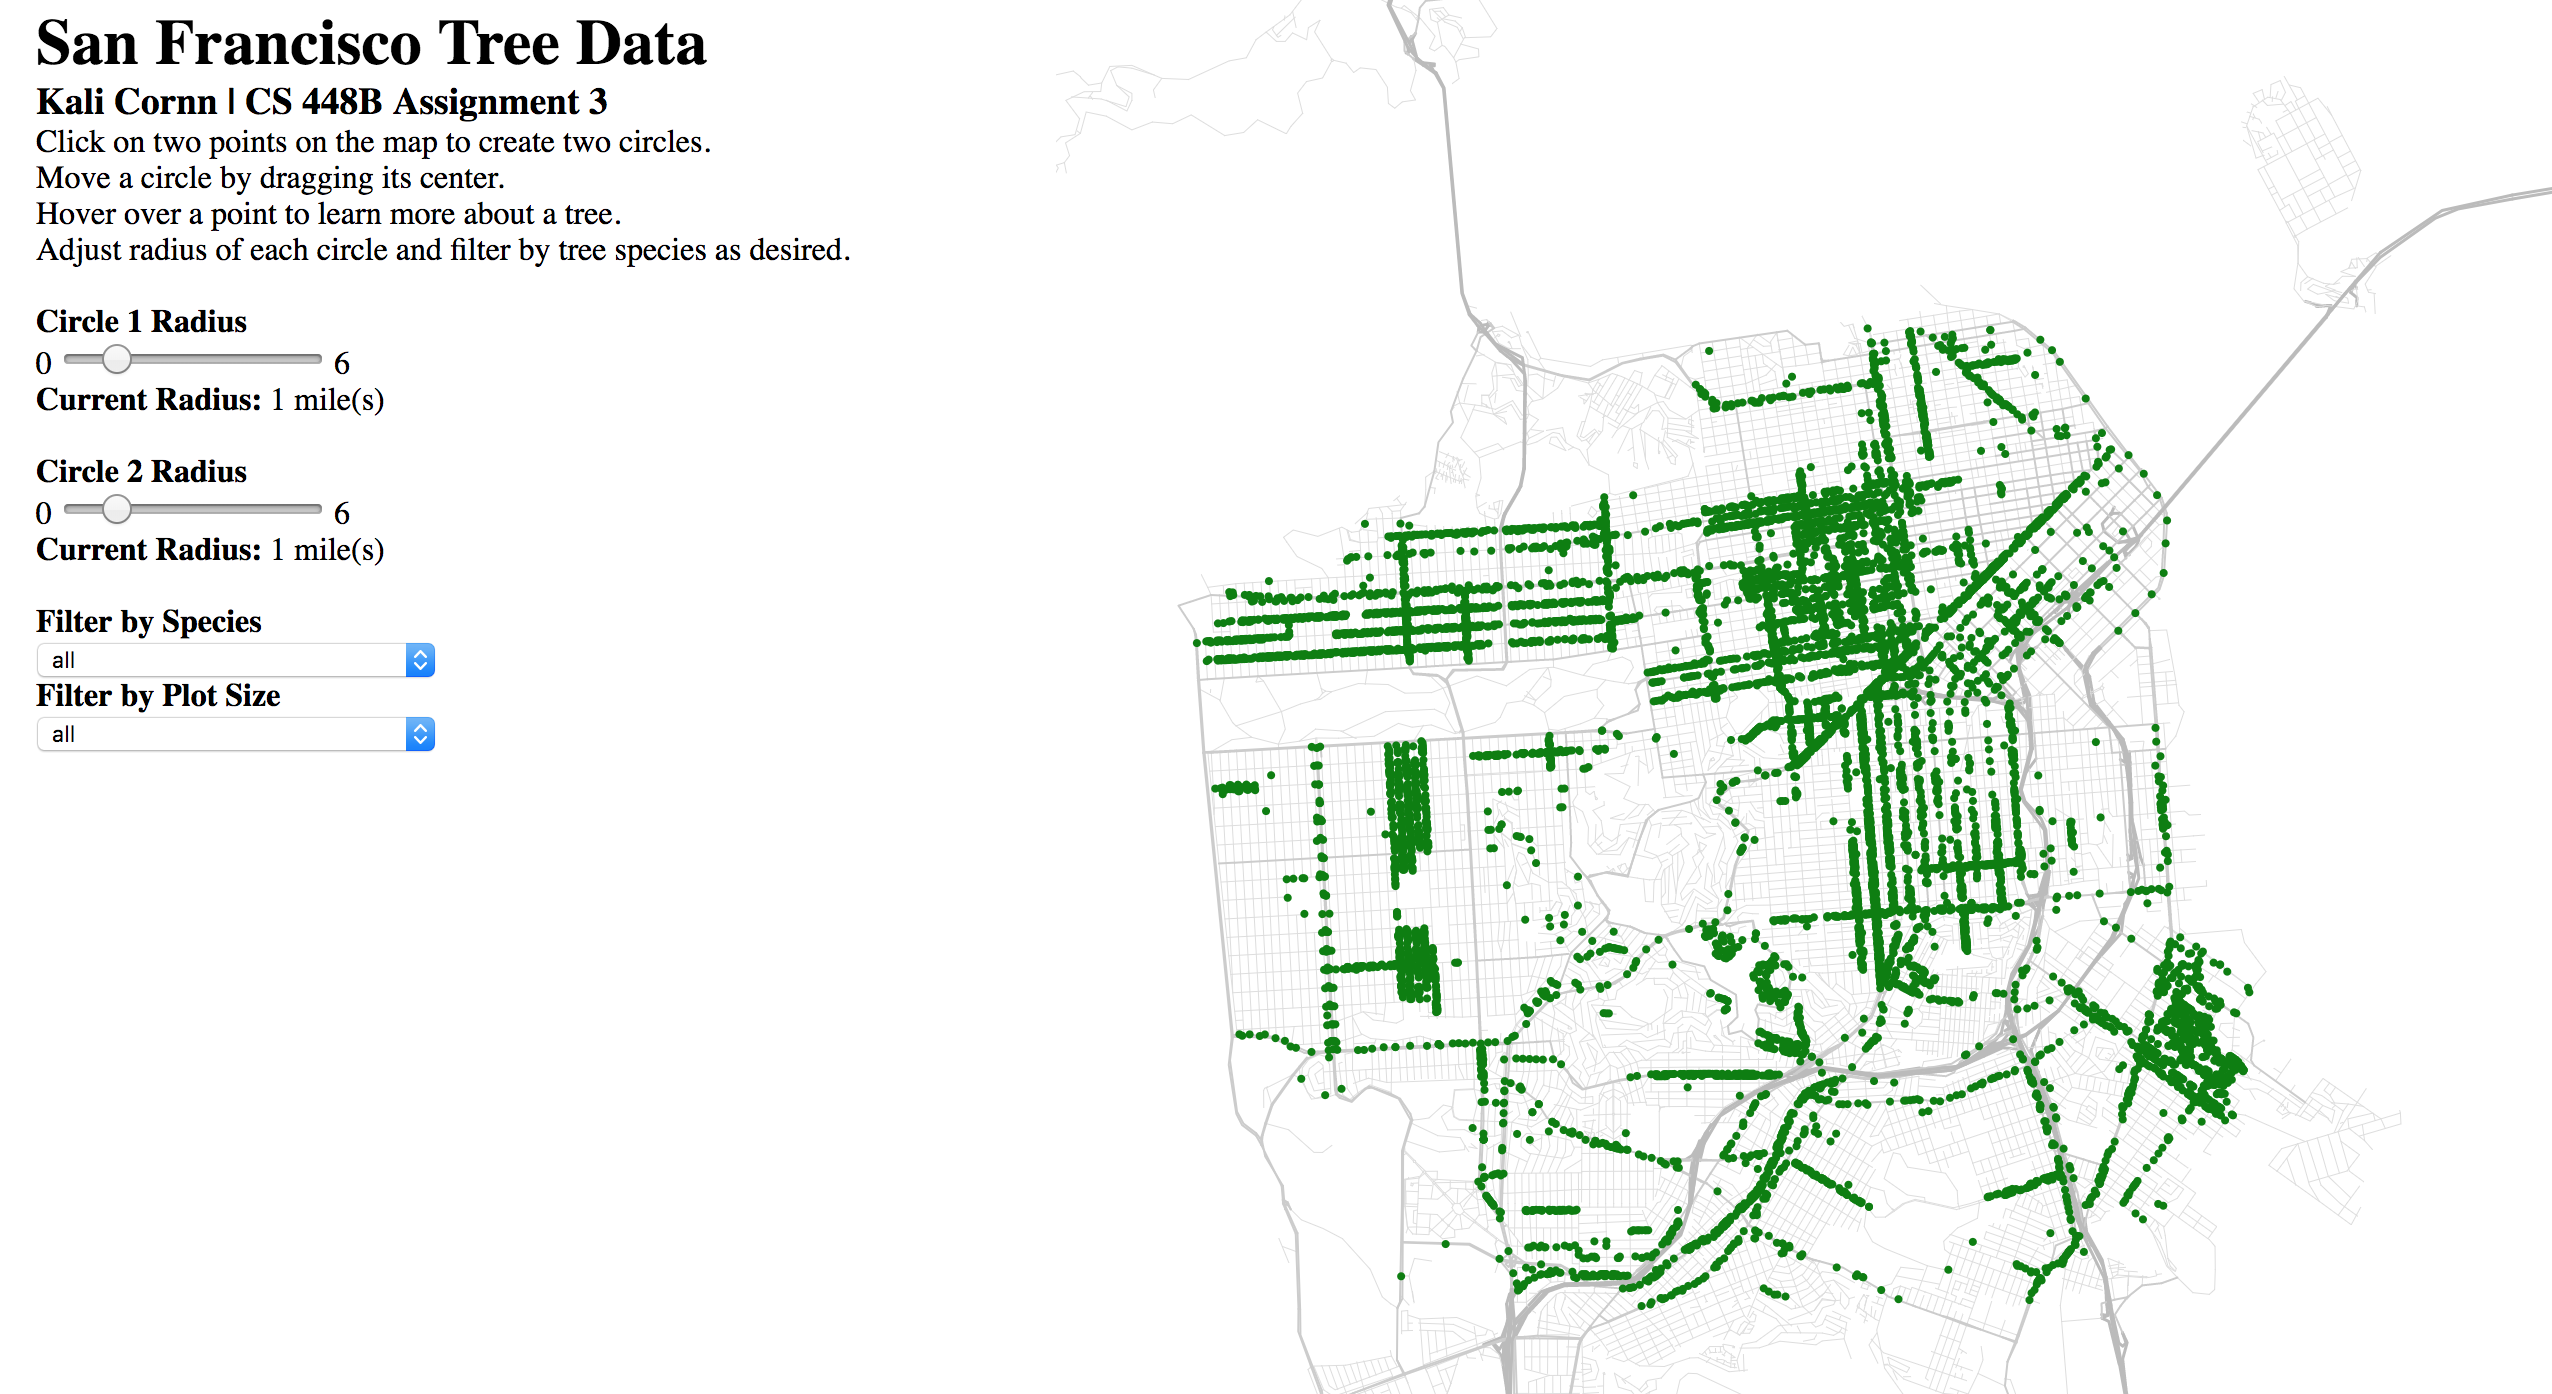 San Francisco Tree Data
Kali Cornn | CS 448B Assignment 3
Click on two points on the map to create two circles.
Move a circle by dragging its center.
Hover over a point to learn more about a tree.
Adjust radius of each circle and filter by tree species as desired.
Circle 1 Radius
0 6
Current Radius: 1 mile(s)
Circle 2 Radius
0 6
Current Radius: 1 mile(s)
Filter by Species
all
Filter by Plot Size
all